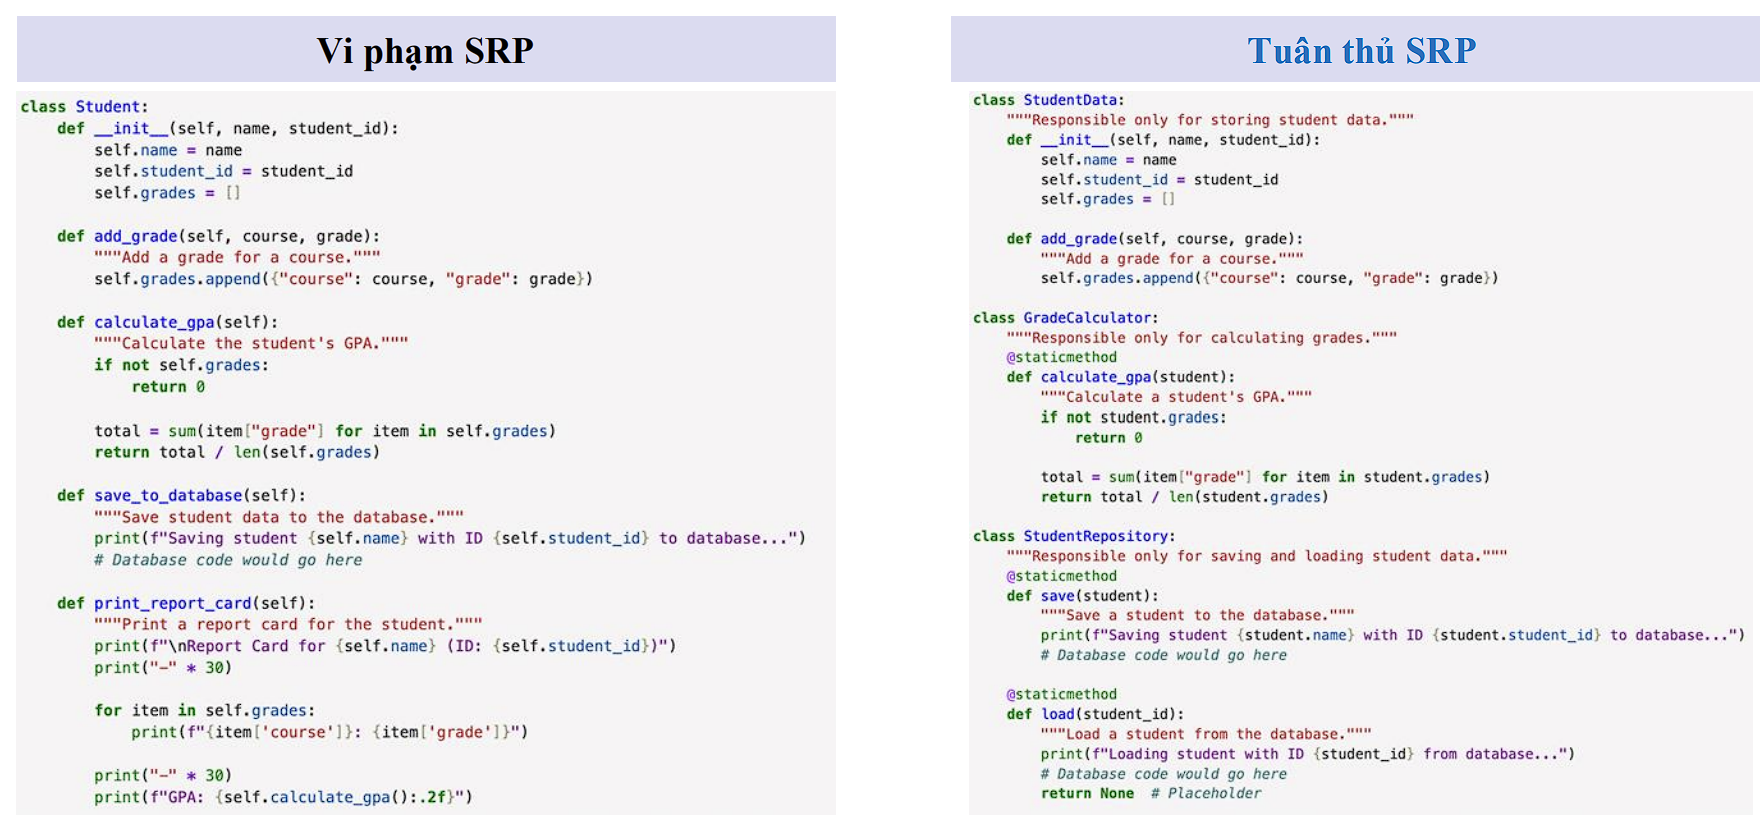 Vi phạm SRP
class Student:
    def __init__(self, name, student_id):
        self.name = name
        self.student_id = student_id
        self.grades = []

    def add_grade(self, course, grade):
        """Add a grade for a course."""
        self.grades.append({"course": course, "grade": grade})

    def calculate_gpa(self):
        """Calculate the student's GPA."""
        if not self.grades:
            return 0

        total = sum(item["grade"] for item in self.grades)
        return total / len(self.grades)

    def save_to_database(self):
        """Save student data to the database."""
        print(f"Saving student {self.name} with ID {self.student_id} to database...")
        # Database code would go here

    def print_report_card(self):
        """Print a report card for the student."""
        print(f"\nReport Card for {self.name} (ID: {self.student_id})")
        print("-" * 30)

        for item in self.grades:
            print(f"{item['course']}: {item['grade']}")

        print("-" * 30)
        print(f"GPA: {self.calculate_gpa():.2f}")
Tuân thủ SRP
class StudentData:
    """Responsible only for storing student data."""
    def __init__(self, name, student_id):
        self.name = name
        self.student_id = student_id
        self.grades = []

    def add_grade(self, course, grade):
        """Add a grade for a course."""
        self.grades.append({"course": course, "grade": grade})

class GradeCalculator:
    """Responsible only for calculating grades."""
    @staticmethod
    def calculate_gpa(student):
        """Calculate a student's GPA."""
        if not student.grades:
            return 0

        total = sum(item["grade"] for item in student.grades)
        return total / len(student.grades)

class StudentRepository:
    """Responsible only for saving and loading student data."""
    @staticmethod
    def save(student):
        """Save a student to the database."""
        print(f"Saving student {student.name} with ID {student.student_id} to database...")
        # Database code would go here

    @staticmethod
    def load(student_id):
        """Load a student from the database."""
        print(f"Loading student with ID {student_id} from database...")
        # Database code would go here
        return None  # Placeholder